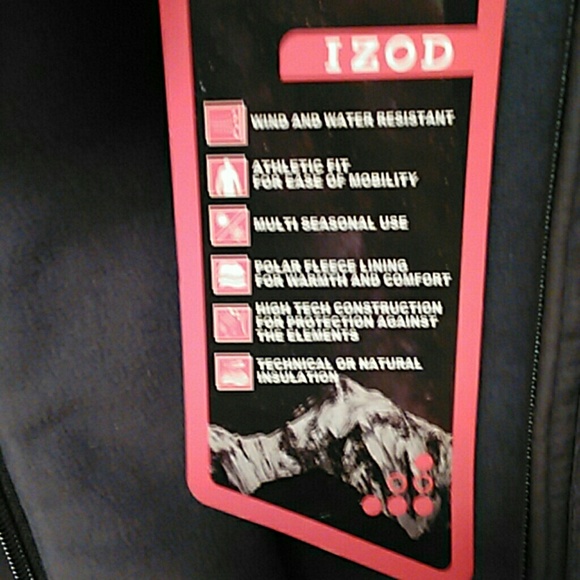 IZOD
WIND AND WATER RESISTANT
ATHLETIC FIT
FOR EASE OF MOBILITY
MULTI SEASONAL USE
POLAR FLEECE LINING
FOR WARMTH AND COMFORT
HIGH TECH CONSTRUCTION
FOR PROTECTION AGAINST
THE ELEMENTS
TECHNICAL OR NATURAL
INSULATION